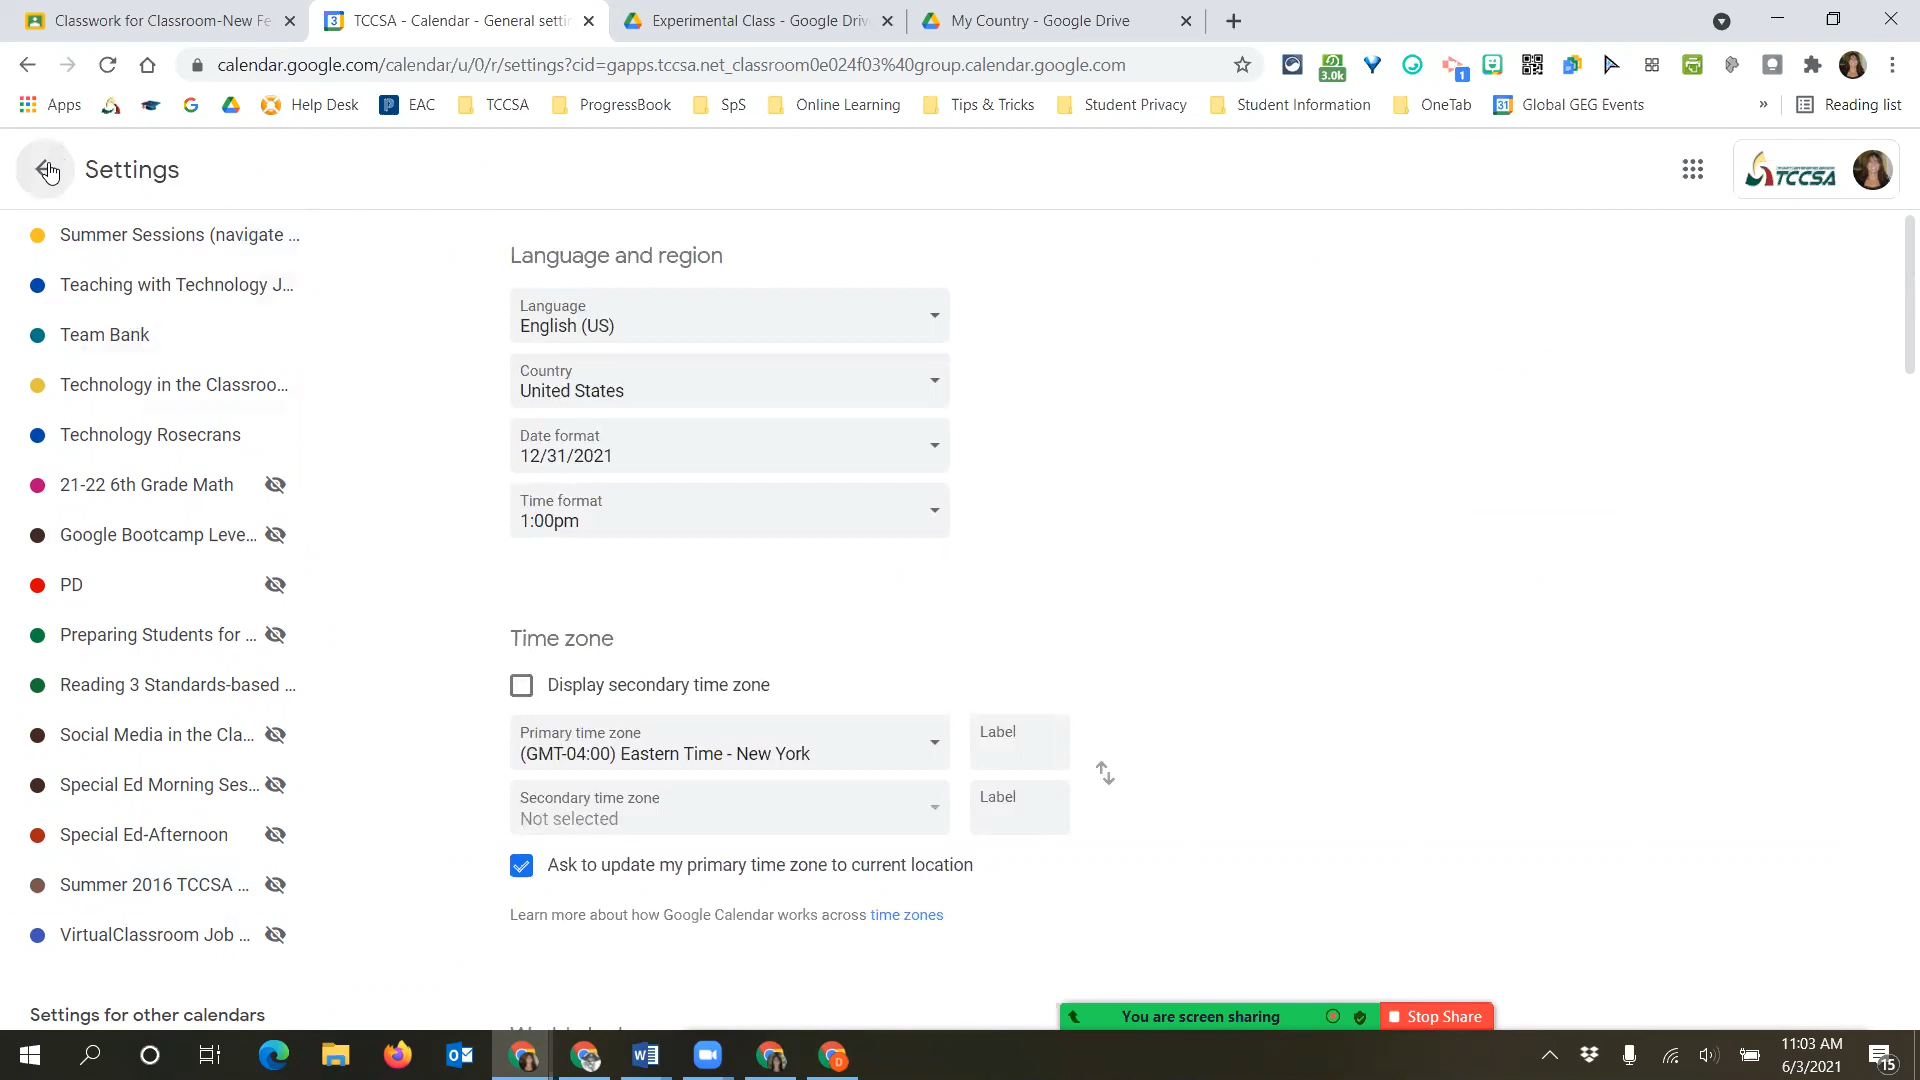 Classwork for Classroom-New Fe
TCCSA - Calendar - General setti
Experimental Class - Google Driv
My Country - Google Drive
calendar.google.com/calendar/u/0/r/settings?cid=gapps.tccsa.net_classroom0e024f03%40group.calendar.google.com
3.0k
1
Apps
Help Desk
EAC
TCCSA
ProgressBook
SpS
Online Learning
Tips & Tricks
Student Privacy
Student Information
OneTab
31
Global GEG Events
»
Reading list
Settings
TCCSA
Summer Sessions (navigate ...
Teaching with Technology J...
Team Bank
Technology in the Classroo...
Technology Rosecrans
21-22 6th Grade Math
Google Bootcamp Leve...
PD
Preparing Students for ...
Reading 3 Standards-based ...
Social Media in the Cla...
Special Ed Morning Ses...
Special Ed-Afternoon
Summer 2016 TCCSA ...
VirtualClassroom Job ...
Settings for other calendars
Language and region
Language
English (US)
Country
United States
Date format
12/31/2021
Time format
1:00pm
Time zone
Display secondary time zone
Primary time zone
(GMT-04:00) Eastern Time - New York
Label
Secondary time zone
Not selected
Label
Ask to update my primary time zone to current location
Learn more about how Google Calendar works across time zones
You are screen sharing
Stop Share
11:03 AM
6/3/2021
15